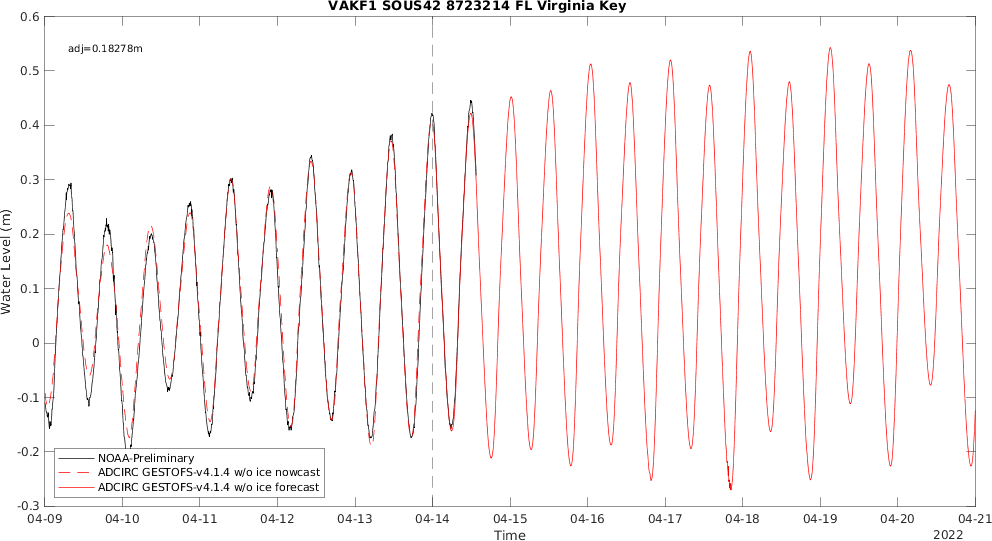 VAKF1 SOUS42 8723214 FL Virginia Key
adj=0.18278m
0.6
0.5
0.4
0.3
0.2
0.1
0
-0.1
-0.2
-0.3
Water Level (m)
NOAA-Preliminary
ADCIRC GESTOFS-v4.1.4 w/o ice nowcast
ADCIRC GESTOFS-v4.1.4 w/o ice forecast
04-09 04-10 04-11 04-12 04-13 04-14 04-15 04-16 04-17 04-18 04-19 04-20 04-21
Time
2022